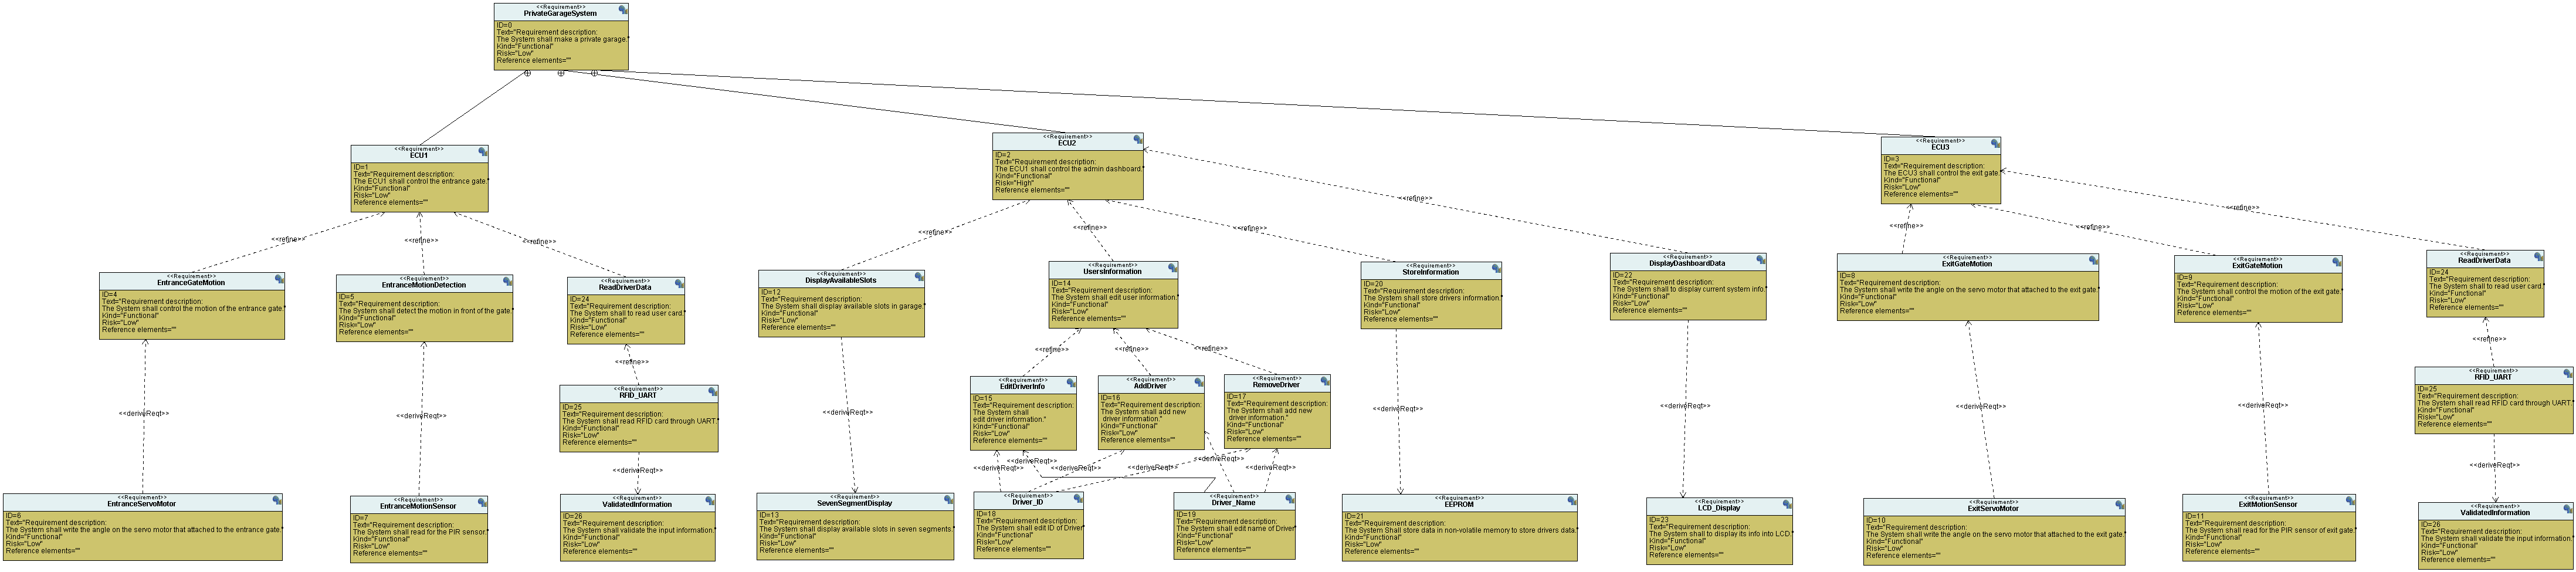 <<Requirement>>
PrivateGarageSystem
ID=0
Text="Requirement description:
The System shall make a private garage."
Kind="Functional"
Risk="Low"
Reference elements=""
<<Requirement>>
ECU1
ID=1
Text="Requirement description:
The ECU1 shall control the entrance gate."
Kind="Functional"
Risk="Low"
Reference elements=""
<<Requirement>>
ECU2
ID=2
Text="Requirement description:
The ECU1 shall control the admin dashboard."
Kind="Functional"
Risk="High"
Reference elements=""
<<Requirement>>
ECU3
ID=3
Text="Requirement description:
The ECU3 shall control the exit gate."
Kind="Functional"
Risk="Low"
Reference elements=""
<<refine>>
<<refine>>
<<refine>>
<<refine>>
<<refine>>
<<refine>>
<<refine>>
<<refine>>
<<refine>>
<<refine>>
<<Requirement>>
EntranceGateMotion
ID=4
Text="Requirement description:
The System shall control the motion of the entrance gate."
Kind="Functional"
Risk="Low"
Reference elements=""
<<Requirement>>
EntranceMotionDetection
ID=5
Text="Requirement description:
The System shall detect the motion in front of the gate."
Kind="Functional"
Risk="Low"
Reference elements=""
<<Requirement>>
ReadDriverData
ID=24
Text="Requirement description:
The System shall to read user card."
Kind="Functional"
Risk="Low"
Reference elements=""
<<Requirement>>
DisplayAvailableSlots
ID=12
Text="Requirement description:
The System shall display available slots in garage."
Kind="Functional"
Risk="Low"
Reference elements=""
<<Requirement>>
UsersInformation
ID=14
Text="Requirement description:
The System shall edit user information."
Kind="Functional"
Risk="Low"
Reference elements=""
<<Requirement>>
StoreInformation
ID=20
Text="Requirement description:
The System shall store drivers information."
Kind="Functional"
Risk="Low"
Reference elements=""
<<Requirement>>
DisplayDashboardData
ID=22
Text="Requirement description:
The System shall to display current system info."
Kind="Functional"
Risk="Low"
Reference elements=""
<<Requirement>>
ExitGateMotion
ID=8
Text="Requirement description:
The System shall write the angle on the servo motor that attached to the exit gate."
Kind="Functional"
Risk="Low"
Reference elements=""
<<Requirement>>
ExitGateMotion
ID=9
Text="Requirement description:
The System shall control the motion of the exit gate."
Kind="Functional"
Risk="Low"
Reference elements=""
<<Requirement>>
ReadDriverData
ID=24
Text="Requirement description:
The System shall to read user card."
Kind="Functional"
Risk="Low"
Reference elements=""
<<refine>>
<<refine>>
<<refine>>
<<refine>>
<<refine>>
<<Requirement>>
RFID_UART
ID=25
Text="Requirement description:
The System shall read RFID card through UART."
Kind="Functional"
Risk="Low"
Reference elements=""
<<Requirement>>
EditDriverInfo
ID=15
Text="Requirement description:
The System shall
edit driver information."
Kind="Functional"
Risk="Low"
Reference elements=""
<<Requirement>>
AddDriver
ID=16
Text="Requirement description:
The System shall add new
driver information."
Kind="Functional"
Risk="Low"
Reference elements=""
<<Requirement>>
RemoveDriver
ID=17
Text="Requirement description:
The System shall add new
driver information."
Kind="Functional"
Risk="Low"
Reference elements=""
<<Requirement>>
RFID_UART
ID=25
Text="Requirement description:
The System shall read RFID card through UART."
Kind="Functional"
Risk="Low"
Reference elements=""
<<deriveReqt>>
<<deriveReqt>>
<<deriveReqt>>
<<deriveReqt>>
<<deriveReqt>>
<<deriveReqt>>
<<deriveReqt>>
<<deriveReqt>>
<<deriveReqt>>
<<deriveReqt>>
<<deriveReqt>>
<<deriveReqt>>
<<deriveReqt>>
<<deriveReqt>>
<<Requirement>>
EntranceServoMotor
ID=6
Text="Requirement description:
The System shall write the angle on the servo motor that attached to the entrance gate."
Kind="Functional"
Risk="Low"
Reference elements=""
<<Requirement>>
EntranceMotionSensor
ID=7
Text="Requirement description:
The System shall read for the PIR sensor."
Kind="Functional"
Risk="Low"
Reference elements=""
<<Requirement>>
ValidatedInformation
ID=26
Text="Requirement description:
The System shall validate the input information."
Kind="Functional"
Risk="Low"
Reference elements=""
<<Requirement>>
SevenSegmentDisplay
ID=13
Text="Requirement description:
The System shall display available slots in seven segments."
Kind="Functional"
Risk="Low"
Reference elements=""
<<Requirement>>
Driver_ID
ID=18
Text="Requirement description:
The System shall edit ID of Driver"
Kind="Functional"
Risk="Low"
Reference elements=""
<<Requirement>>
Driver_Name
ID=19
Text="Requirement description:
The System shall edit name of Driver"
Kind="Functional"
Risk="Low"
Reference elements=""
<<Requirement>>
EEPROM
ID=21
Text="Requirement description:
The System Shall store data in non-volatile memory to store drivers data."
Kind="Functional"
Risk="Low"
Reference elements=""
<<Requirement>>
LCD_Display
ID=23
Text="Requirement description:
The System shall to display its info into LCD."
Kind="Functional"
Risk="Low"
Reference elements=""
<<Requirement>>
ExitServoMotor
ID=10
Text="Requirement description:
The System shall write the angle on the servo motor that attached to the exit gate."
Kind="Functional"
Risk="Low"
Reference elements=""
<<Requirement>>
ExitMotionSensor
ID=11
Text="Requirement description:
The System shall read for the PIR sensor of exit gate."
Kind="Functional"
Risk="Low"
Reference elements=""
<<Requirement>>
ValidatedInformation
ID=26
Text="Requirement description:
The System shall validate the input information."
Kind="Functional"
Risk="Low"
Reference elements=""